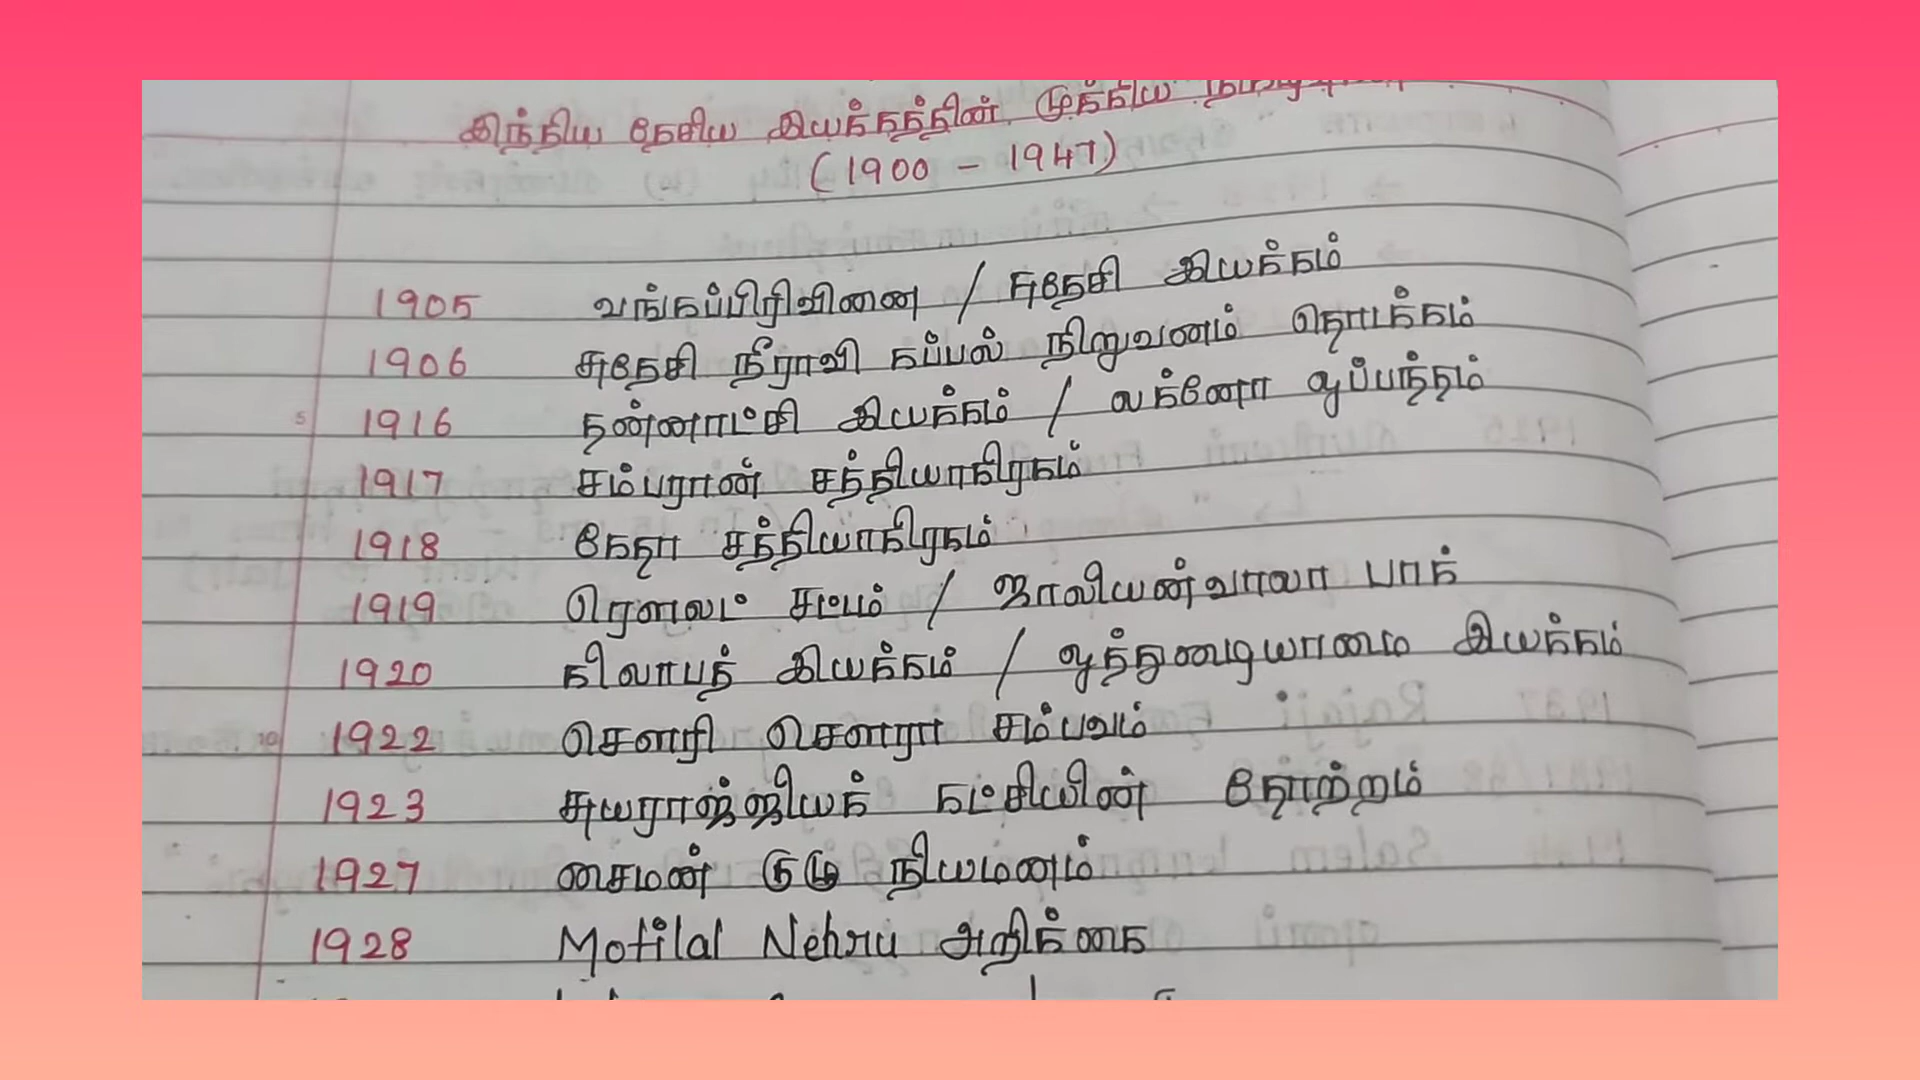 இந்திய தேசிய இயக்கத்தின் முக்கிய
(1900 - 1947)
1905 வங்கப்பிரிவினை / சுதேசி இயக்கம்
1906 சுதேசி நீராவி கப்பல் நிறுவனம் தொடக்கம்
1916 தன்னாட்சி இயக்கம் / லக்னோ ஒப்பந்தம்
5
1917 சம்பரான் சத்தியாகிரகம்
1918 கேதா சத்தியாகிரகம்
1919 ரௌலட் சட்டம் / ஜாலியன்வாலா பாக்
1920 கிலாபத் இயக்கம் / ஒத்துழையாமை இயக்கம்
10
1922 சௌரி சௌரா சம்பவம்
1923 சுயராஜ்ஜியக் கட்சியின் தோற்றம்
1927 சைமன் குழு நியமனம்
1928 Motilal Nehru அறிக்கை